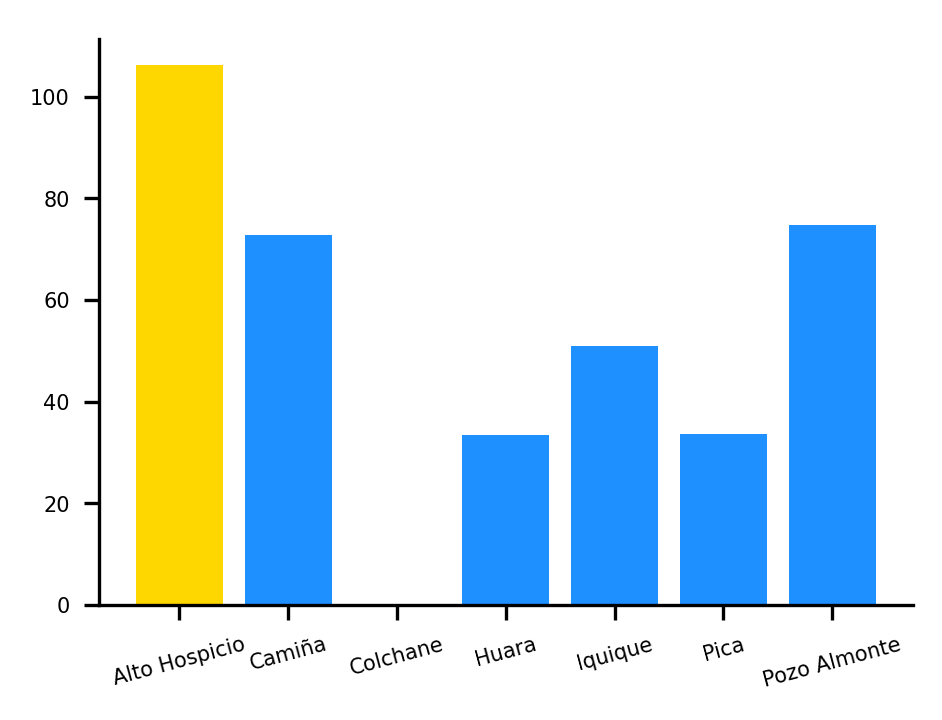 100
80
60
40
20
0
Alto Hospicio
Camiña
Colchane
Huara
Iquique
Pica
Pozo Almonte